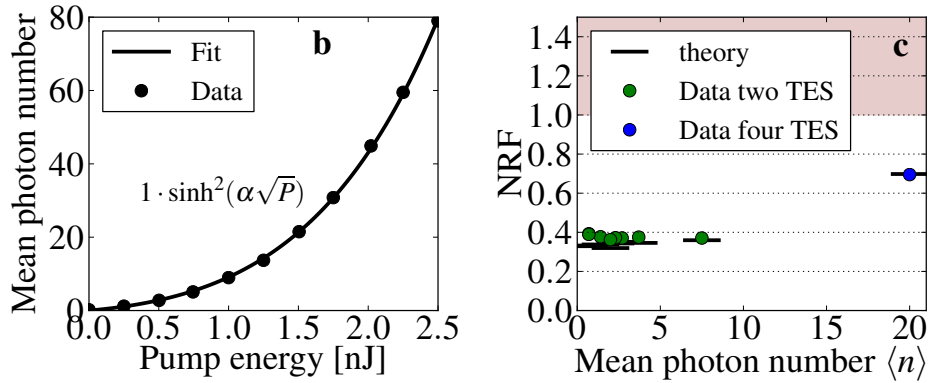 80
60
40
20
0
Mean photon number
Fit
Data
b
1 · sinh²(α√P)
0.0 0.5 1.0 1.5 2.0 2.5
Pump energy [nJ]
1.4
1.2
1.0
0.8
0.6
0.4
0.2
0.0
NRF
theory
Data two TES
Data four TES
c
0 5 10 15 20
Mean photon number ⟨n⟩